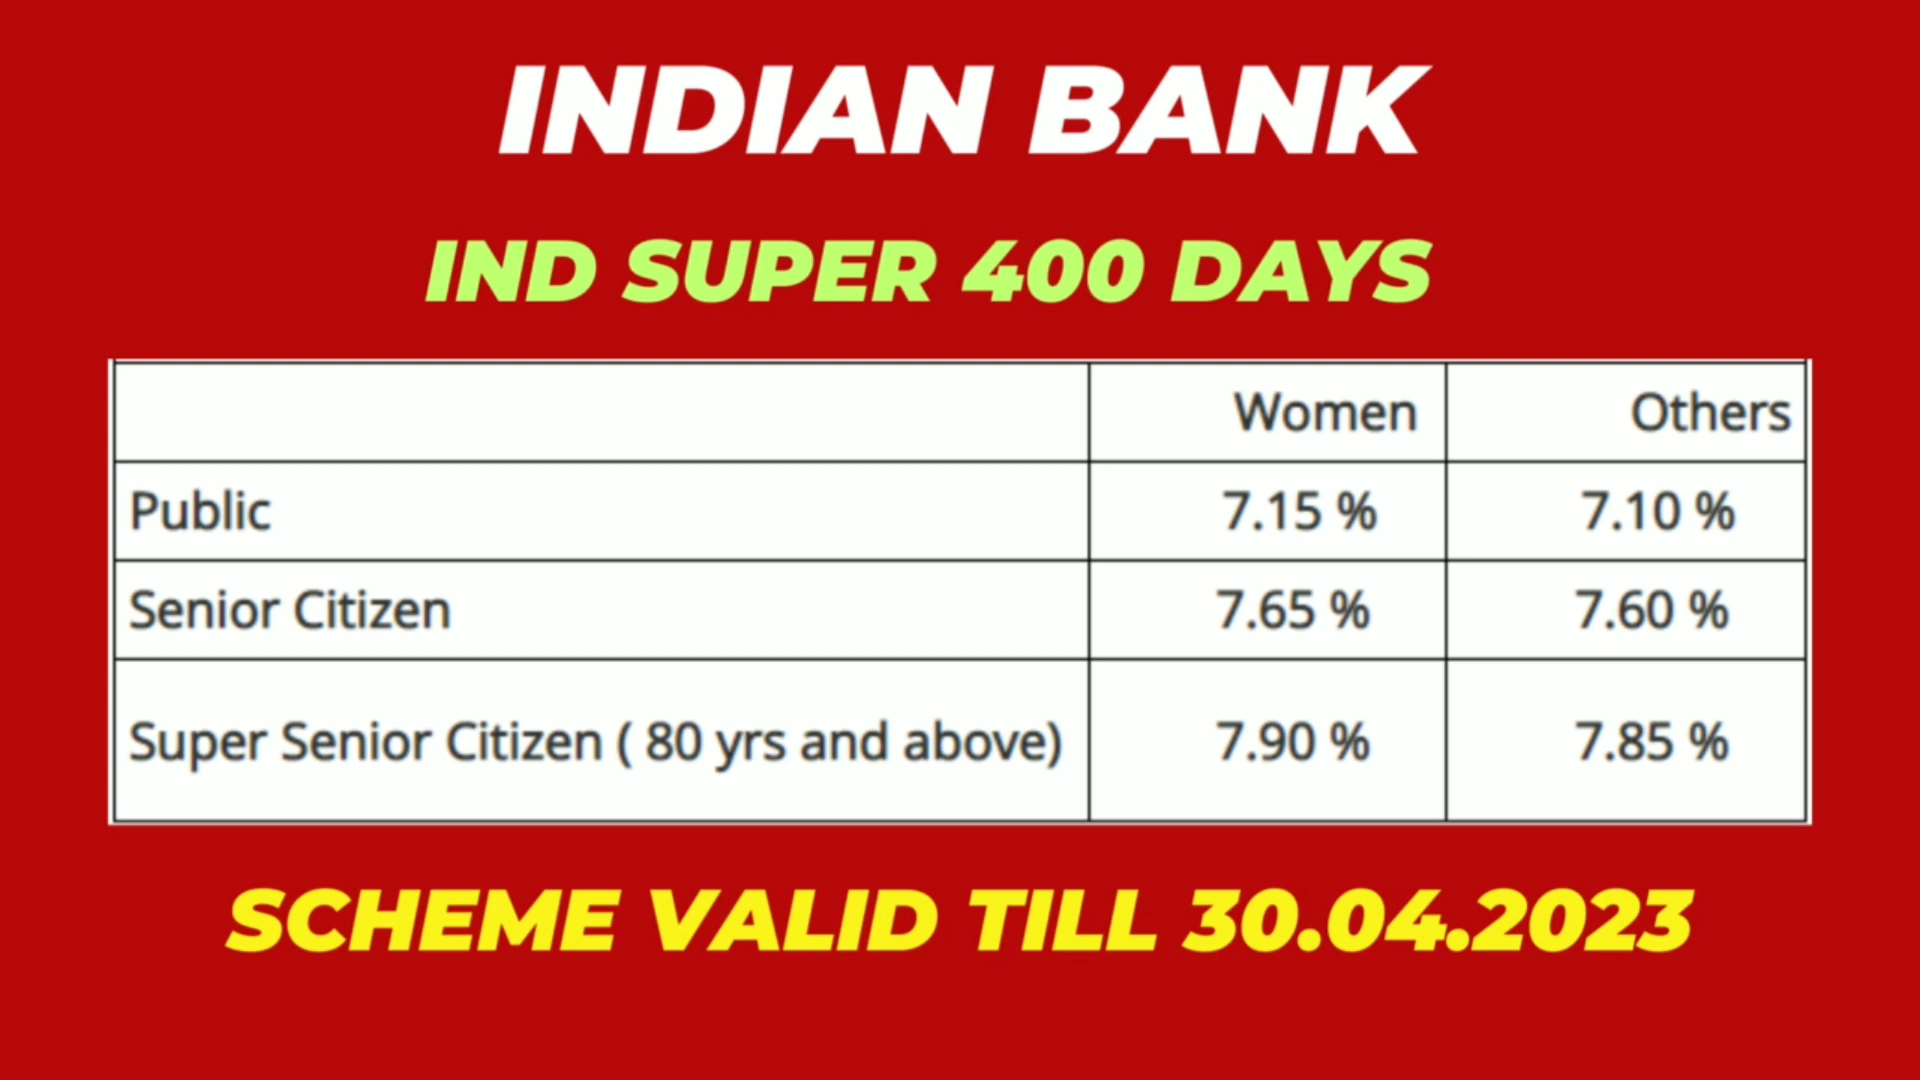 INDIAN BANK
IND SUPER 400 DAYS
Women Others
Public 7.15 % 7.10 %
Senior Citizen 7.65 % 7.60 %
Super Senior Citizen ( 80 yrs and above) 7.90 % 7.85 %
SCHEME VALID TILL 30.04.2023